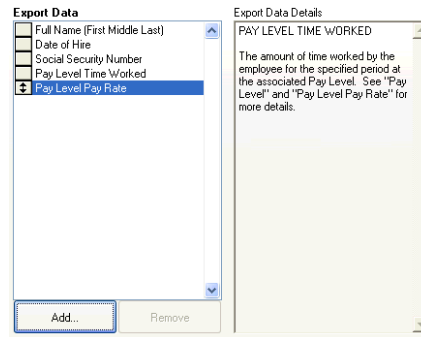 Export Data
Full Name (First Middle Last)
Date of Hire
Social Security Number
Pay Level Time Worked
Pay Level Pay Rate
Add...
Remove
Export Data Details
PAY LEVEL TIME WORKED
The amount of time worked by the
employee for the specified period at
the associated Pay Level. See "Pay
Level" and "Pay Level Pay Rate" for
more details.